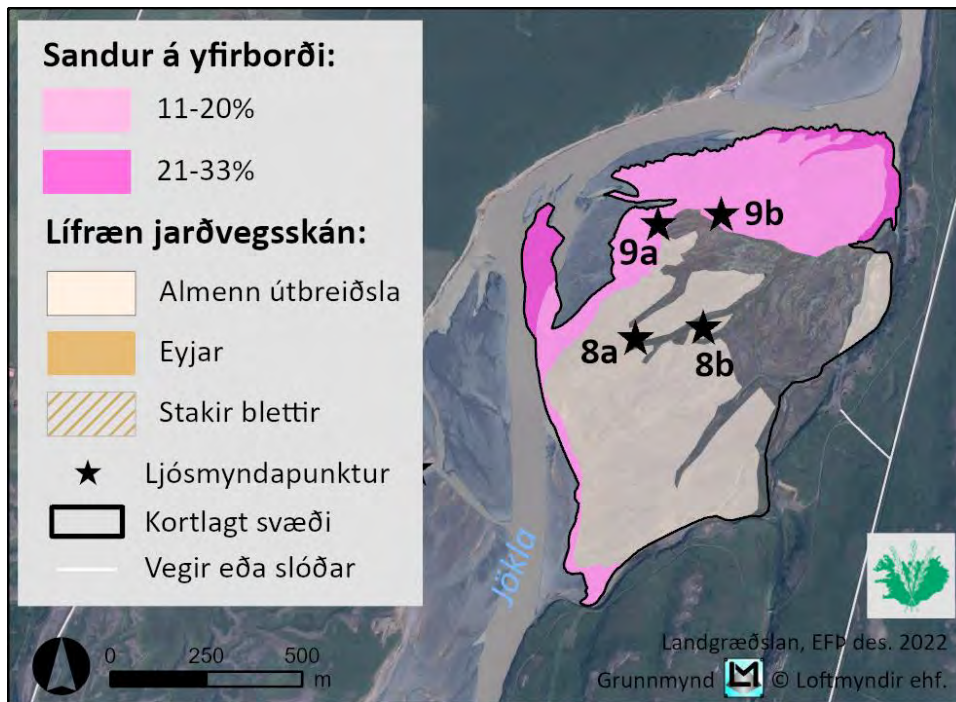 Sandur á yfirborði:
11-20%
21-33%
Lífræn jarðvegsskán:
Almenn útbreiðsla
Eyjar
Stakir blettir
Ljósmyndapunktur
Kortlagt svæði
Vegir eða slóðar
9b
9a
8a
8b
Jökla
0 250 500
m
Landgræðslan, EFÞ des. 2022
Grunnmynd LM © Loftmyndir ehf.